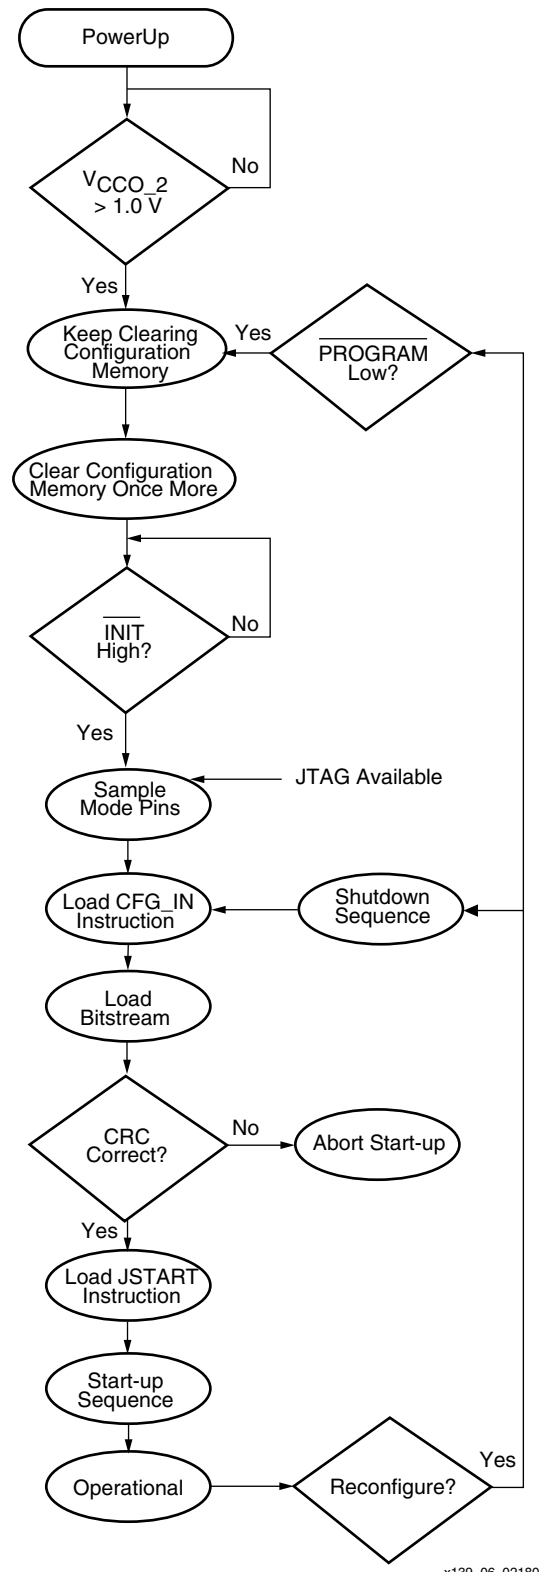 PowerUp
VCCO_2
> 1.0 V
No
Yes
Keep Clearing
Configuration
Memory
Yes
PROGRAM
Low?
Clear Configuration
Memory Once More
INIT
High?
No
Yes
Sample
Mode Pins
JTAG Available
Load CFG_IN
Instruction
Shutdown
Sequence
Load
Bitstream
CRC
Correct?
No
Abort Start-up
Yes
Load JSTART
Instruction
Start-up
Sequence
Operational
Reconfigure?
Yes